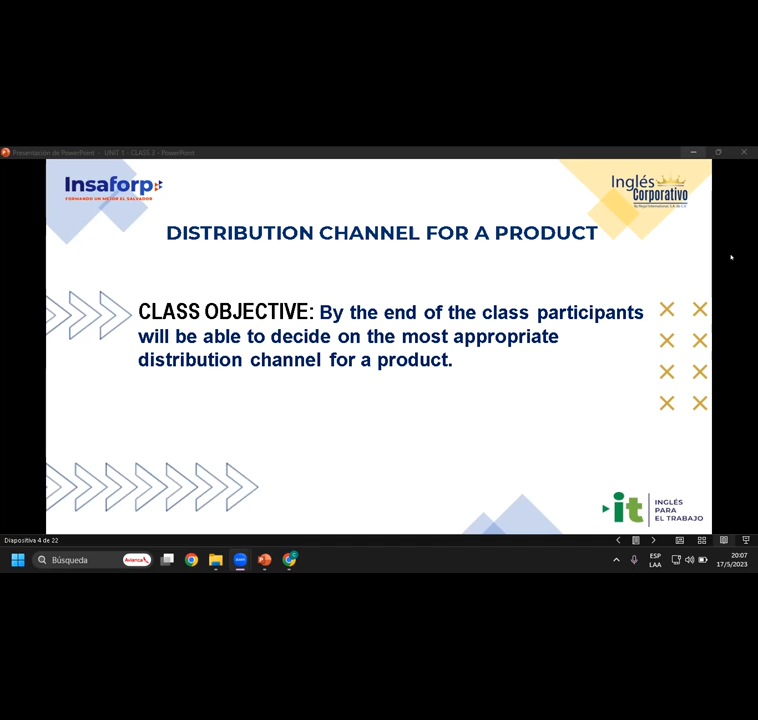 Presentación de PowerPoint - UNIT 1 - CLASS 2 - PowerPoint
Insaforp
FORMANDO UN MEJOR EL SALVADOR
Inglés
Corporativo
DISTRIBUTION CHANNEL FOR A PRODUCT
CLASS OBJECTIVE: By the end of the class participants
will be able to decide on the most appropriate
distribution channel for a product.
it
INGLÉS
PARA
EL TRABAJO
Diapositiva 4 de 22
Búsqueda
Avianca
zoom
ESP
LAA
20:07
17/5/2023